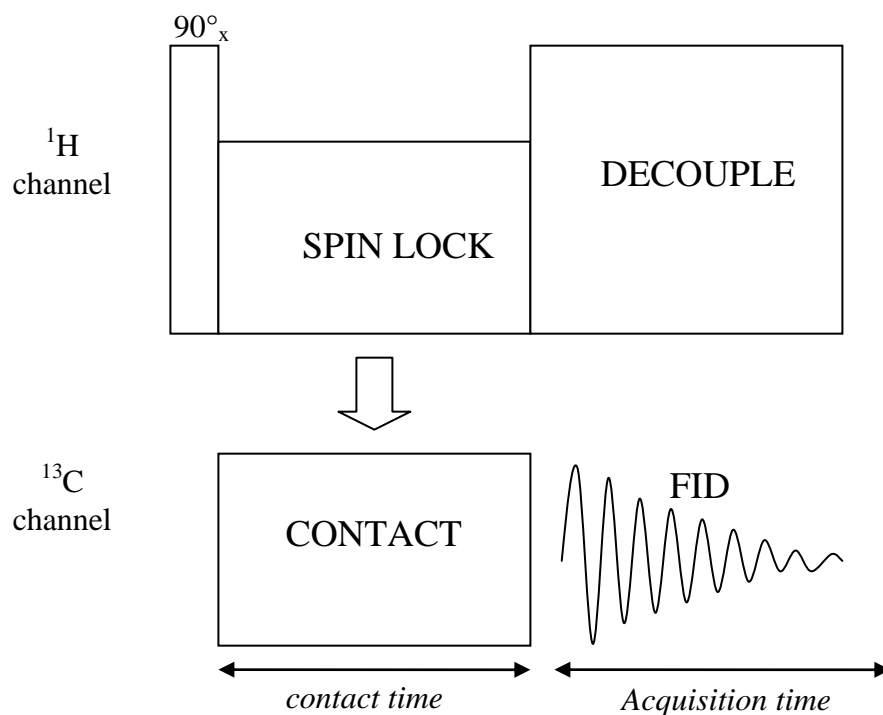 90°ₓ
¹H
channel
DECOUPLE
SPIN LOCK
¹³C
channel
FID
CONTACT
contact time
Acquisition time